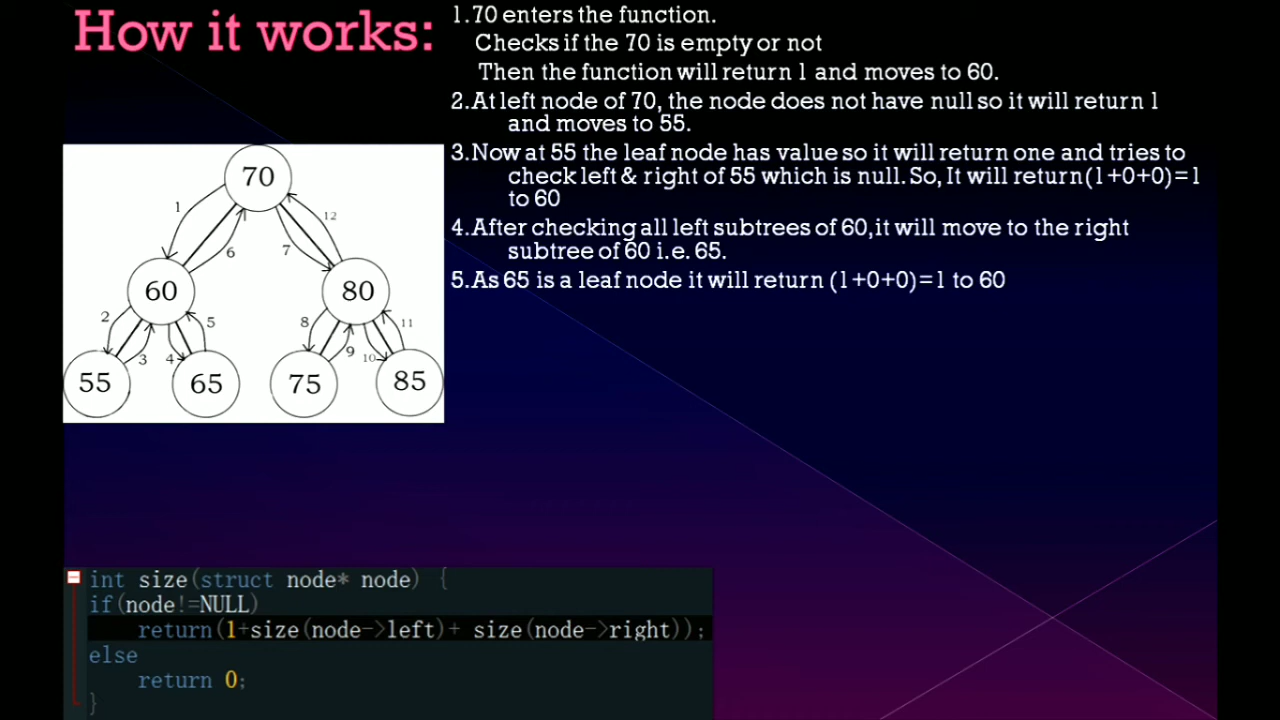 How it works:
1.70 enters the function.
Checks if the 70 is empty or not
Then the function will return 1 and moves to 60.
2.At left node of 70, the node does not have null so it will return 1
and moves to 55.
3.Now at 55 the leaf node has value so it will return one and tries to
check left & right of 55 which is null. So, It will return(1+0+0)=1
to 60
4.After checking all left subtrees of 60,it will move to the right
subtree of 60 i.e. 65.
5.As 65 is a leaf node it will return (1+0+0)=1 to 60
70
1
12
6
7
60
80
2
5
8
11
3
4
9
10
55
65
75
85
int size(struct node* node) {
if(node!=NULL)
return(1+size(node->left)+ size(node->right));
else
return 0;
}